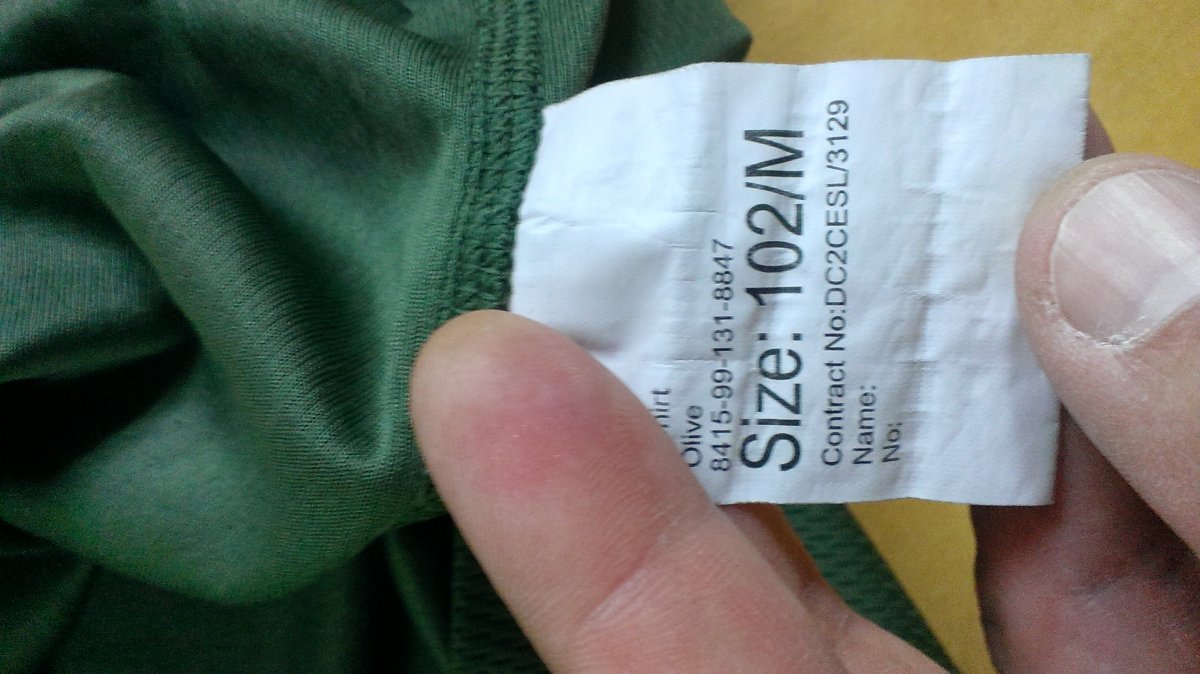 Olive
8415-99-131-8847
Size: 102/M
Contract No:DC2CESL/3129
Name:
No: